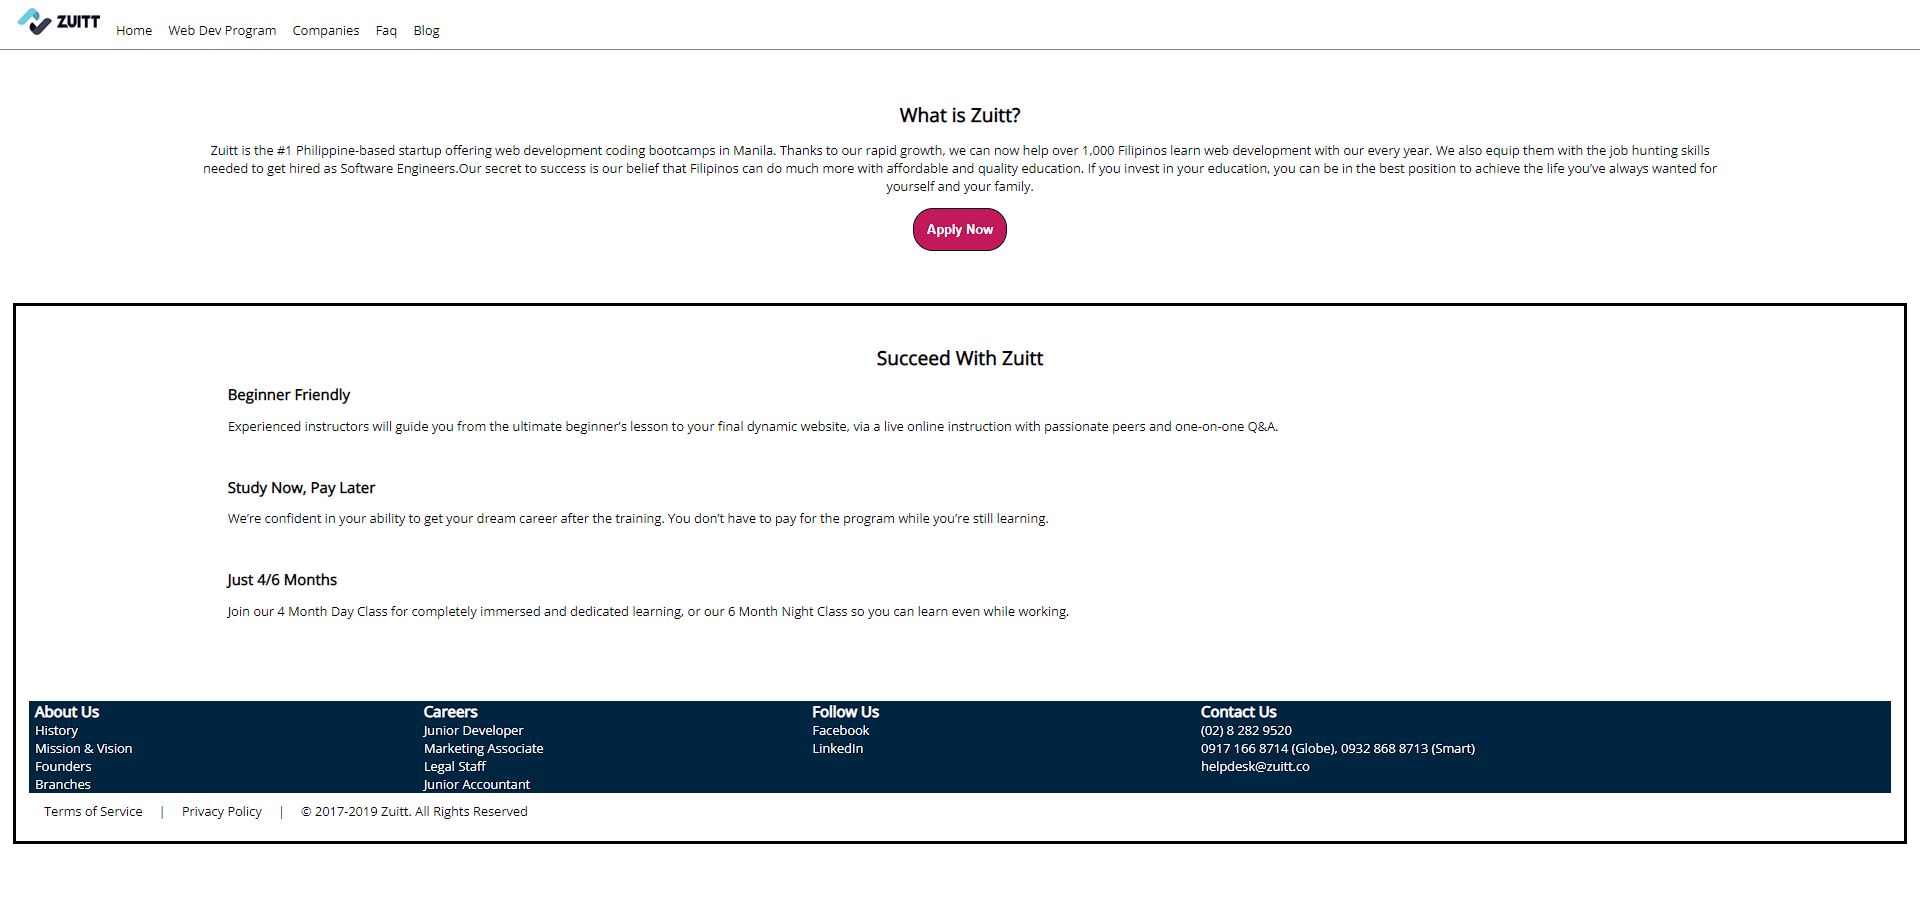 ZUITT
Home Web Dev Program Companies Faq Blog
What is Zuitt?
Zuitt is the #1 Philippine-based startup offering web development coding bootcamps in Manila. Thanks to our rapid growth, we can now help over 1,000 Filipinos learn web development with our every year. We also equip them with the job hunting skills
needed to get hired as Software Engineers.Our secret to success is our belief that Filipinos can do much more with affordable and quality education. If you invest in your education, you can be in the best position to achieve the life you’ve always wanted for
yourself and your family.
Apply Now
Succeed With Zuitt
Beginner Friendly
Experienced instructors will guide you from the ultimate beginner’s lesson to your final dynamic website, via a live online instruction with passionate peers and one-on-one Q&A.
Study Now, Pay Later
We’re confident in your ability to get your dream career after the training. You don’t have to pay for the program while you’re still learning.
Just 4/6 Months
Join our 4 Month Day Class for completely immersed and dedicated learning, or our 6 Month Night Class so you can learn even while working.
About Us
History
Mission & Vision
Founders
Branches
Careers
Junior Developer
Marketing Associate
Legal Staff
Junior Accountant
Follow Us
Facebook
LinkedIn
Contact Us
(02) 8 282 9520
0917 166 8714 (Globe), 0932 868 8713 (Smart)
helpdesk@zuitt.co
Terms of Service | Privacy Policy | © 2017-2019 Zuitt. All Rights Reserved